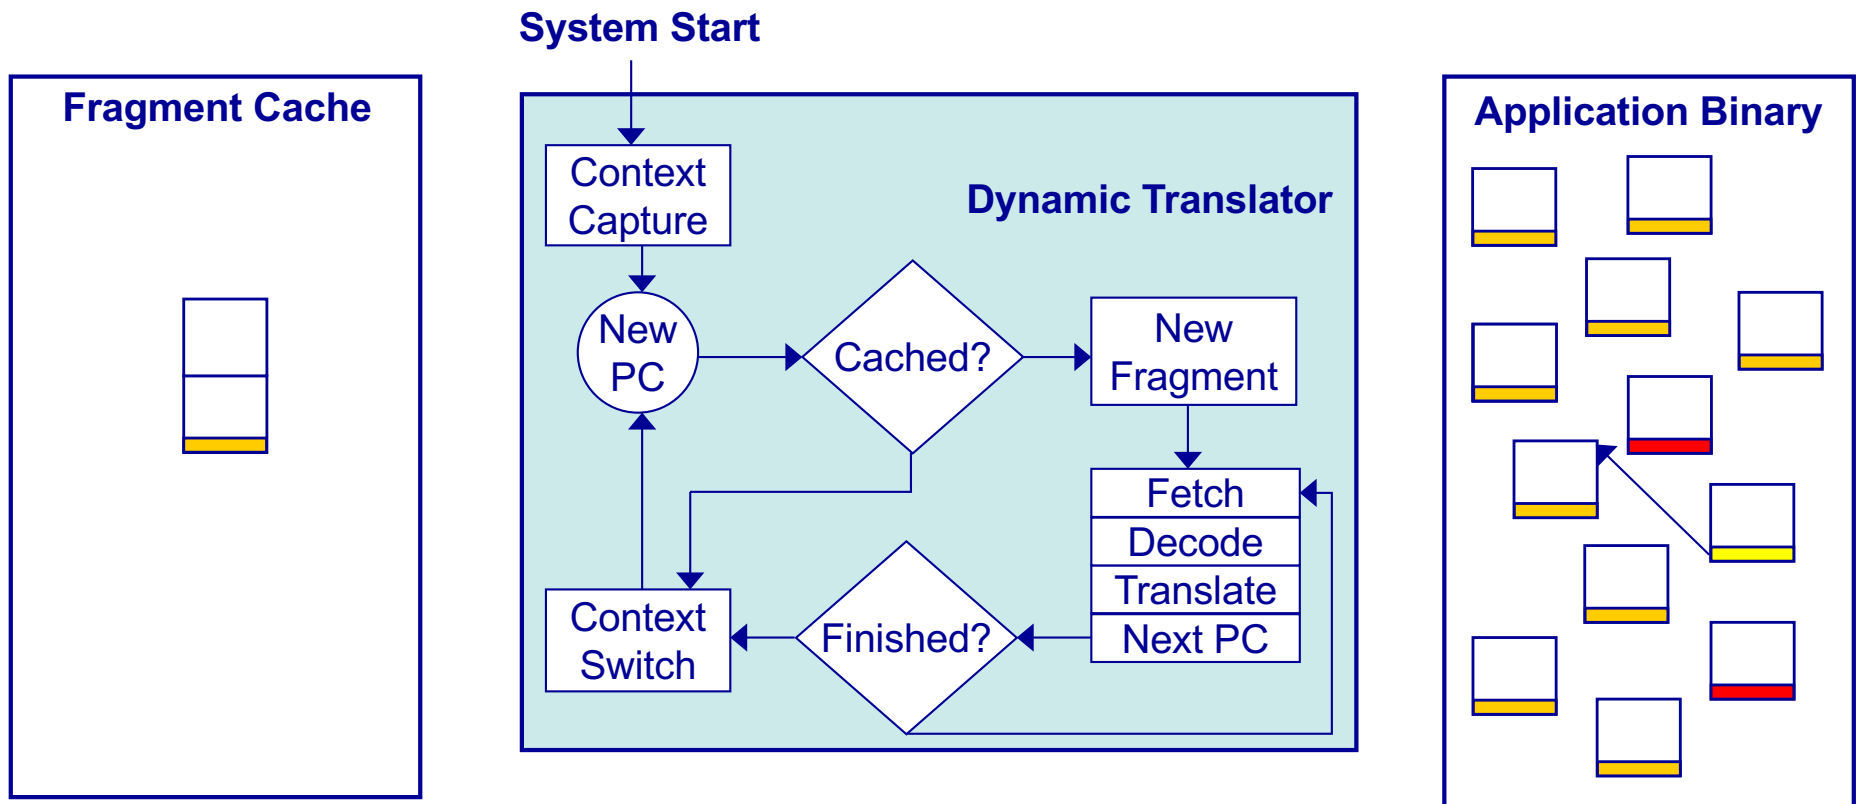 System Start
Fragment Cache
Dynamic Translator
Context
Capture
New
PC
Cached?
New
Fragment
Fetch
Decode
Translate
Next PC
Finished?
Context
Switch
Application Binary